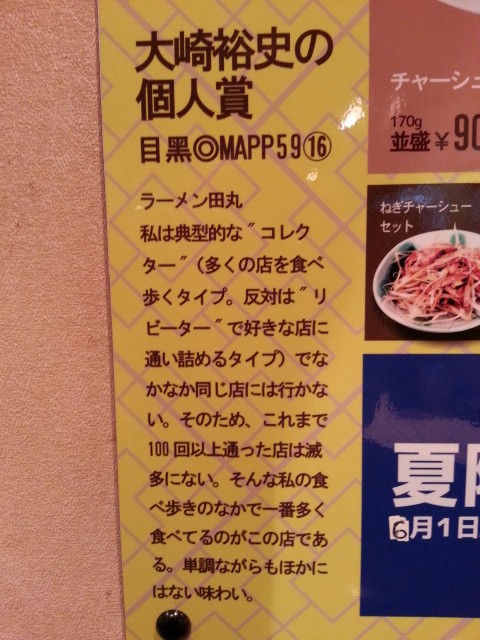 大崎裕史の
個人賞
目黒◎MAPP59⑯
ラーメン田丸
私は典型的な〃コレク
ター〃（多くの店を食べ
歩くタイプ。反対は〃リ
ピーター〃で好きな店に
通い詰めるタイプ）でな
かなか同じ店には行かな
い。そのため、これまで
100回以上通った店は滅
多にない。そんな私の食
べ歩きのなかで一番多く
食べてるのがこの店であ
る。単調ながらもほかに
はない味わい。
チャーシュ
170g
並盛￥90
ねぎチャーシュー
セット
夏
6月1日